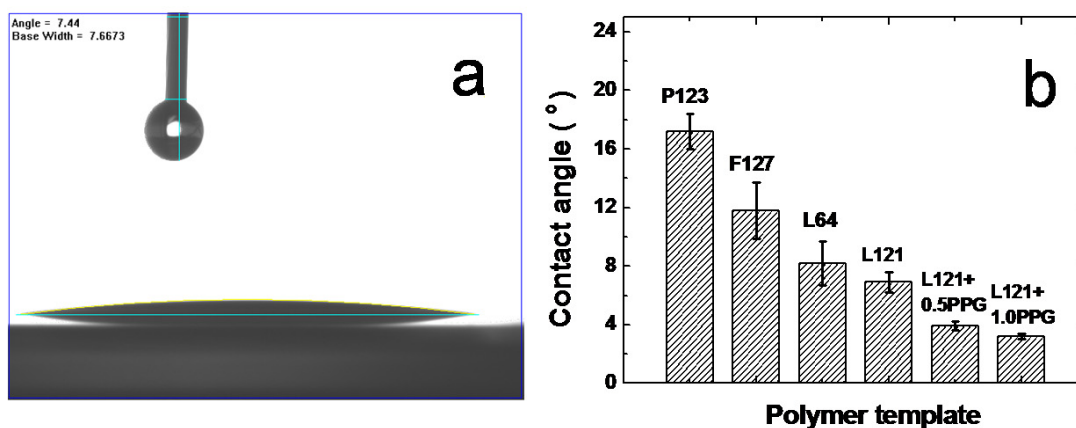 Angle = 7.44
Base Width = 7.6673
a
b
24
20
16
12
8
4
0
Contact angle ( ° )
P123
F127
L64
L121
L121+
0.5PPG
L121+
1.0PPG
Polymer template